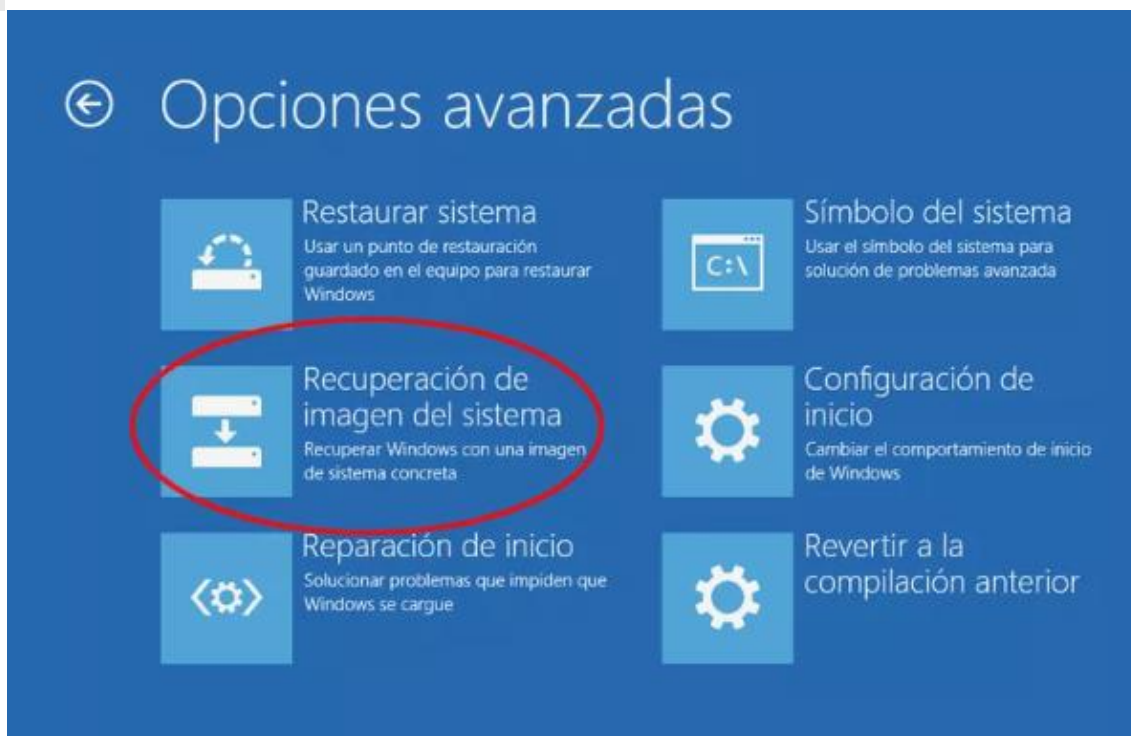 Opciones avanzadas
Restaurar sistema
Usar un punto de restauración
guardado en el equipo para restaurar
Windows
Recuperación de
imagen del sistema
Recuperar Windows con una imagen
de sistema concreta
Reparación de inicio
Solucionar problemas que impiden que
Windows se cargue
Símbolo del sistema
Usar el símbolo del sistema para
solución de problemas avanzada
C:\
Configuración de
inicio
Cambiar el comportamiento de inicio
de Windows
Revertir a la
compilación anterior